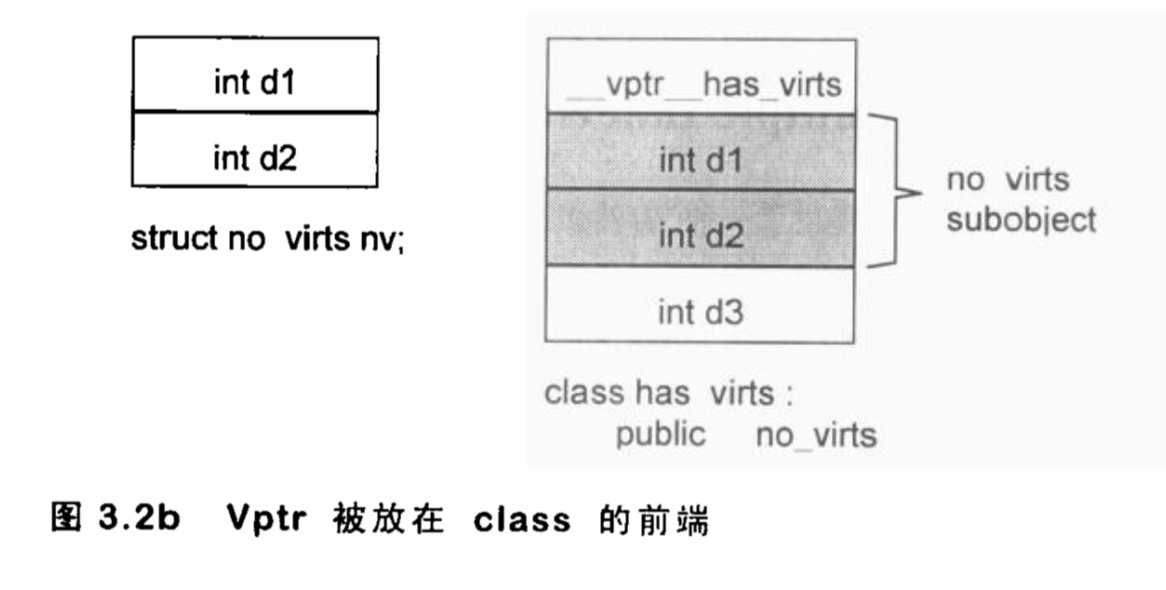 int d1
int d2
struct no virts nv;
__vptr__has_virts
int d1
int d2
int d3
no virts
subobject
class has virts :
public no_virts
图 3.2b Vptr 被放在 class 的前端